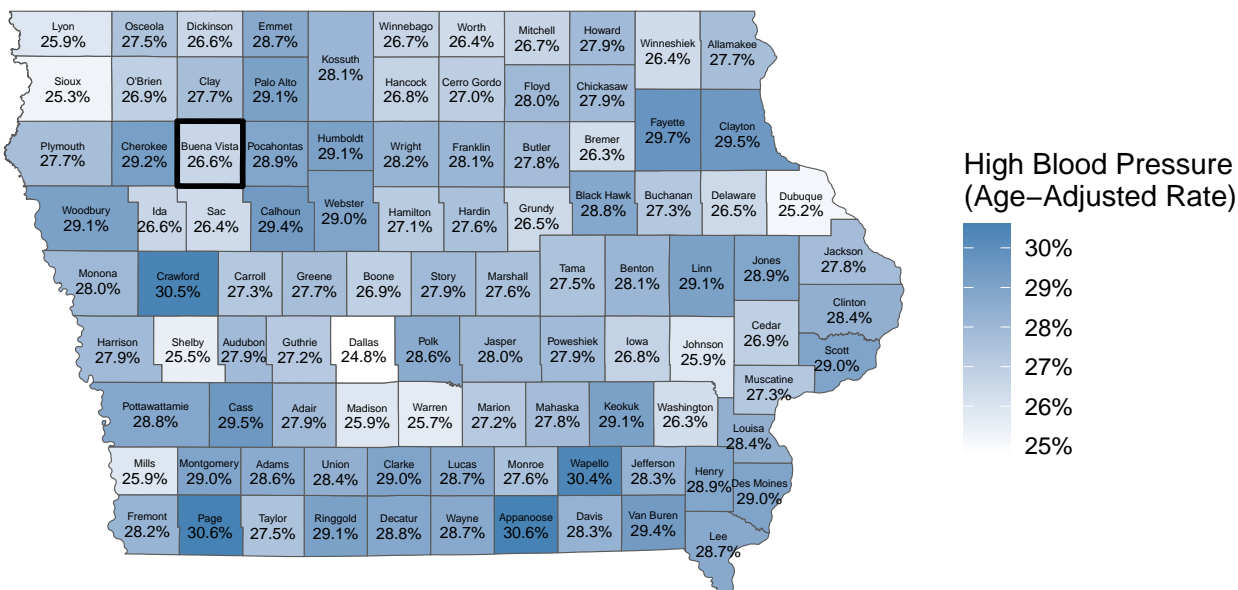 Lyon
25.9%
Osceola
27.5%
Dickinson
26.6%
Emmet
28.7%
Kossuth
28.1%
Winnebago
26.7%
Worth
26.4%
Mitchell
26.7%
Howard
27.9%
Winneshiek
26.4%
Allamakee
27.7%
Sioux
25.3%
O'Brien
26.9%
Clay
27.7%
Palo Alto
29.1%
Hancock
26.8%
Cerro Gordo
27.0%
Floyd
28.0%
Chickasaw
27.9%
Fayette
29.7%
Clayton
29.5%
Plymouth
27.7%
Cherokee
29.2%
Buena Vista
26.6%
Pocahontas
28.9%
Humboldt
29.1%
Wright
28.2%
Franklin
28.1%
Butler
27.8%
Bremer
26.3%
Woodbury
29.1%
Ida
26.6%
Sac
26.4%
Calhoun
29.4%
Webster
29.0%
Hamilton
27.1%
Hardin
27.6%
Grundy
26.5%
Black Hawk
28.8%
Buchanan
27.3%
Delaware
26.5%
Dubuque
25.2%
Monona
28.0%
Crawford
30.5%
Carroll
27.3%
Greene
27.7%
Boone
26.9%
Story
27.9%
Marshall
27.6%
Tama
27.5%
Benton
28.1%
Linn
29.1%
Jones
28.9%
Jackson
27.8%
Clinton
28.4%
Harrison
27.9%
Shelby
25.5%
Audubon
27.9%
Guthrie
27.2%
Dallas
24.8%
Polk
28.6%
Jasper
28.0%
Poweshiek
27.9%
Iowa
26.8%
Johnson
25.9%
Cedar
26.9%
Scott
29.0%
Muscatine
27.3%
Pottawattamie
28.8%
Cass
29.5%
Adair
27.9%
Madison
25.9%
Warren
25.7%
Marion
27.2%
Mahaska
27.8%
Keokuk
29.1%
Washington
26.3%
Louisa
28.4%
Mills
25.9%
Montgomery
29.0%
Adams
28.6%
Union
28.4%
Clarke
29.0%
Lucas
28.7%
Monroe
27.6%
Wapello
30.4%
Jefferson
28.3%
Henry
28.9%
Des Moines
29.0%
Fremont
28.2%
Page
30.6%
Taylor
27.5%
Ringgold
29.1%
Decatur
28.8%
Wayne
28.7%
Appanoose
30.6%
Davis
28.3%
Van Buren
29.4%
Lee
28.7%
High Blood Pressure
(Age−Adjusted Rate)
30%
29%
28%
27%
26%
25%